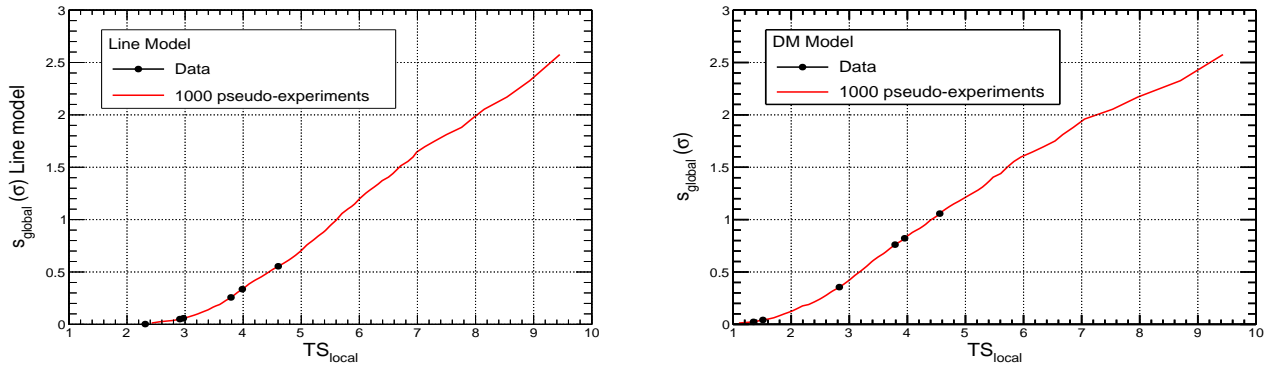 Line Model
Data
1000 pseudo-experiments
s_global (σ) Line model
0
0.5
1
1.5
2
2.5
3
1 2 3 4 5 6 7 8 9 10
TS_local
DM Model
Data
1000 pseudo-experiments
s_global (σ)
0
0.5
1
1.5
2
2.5
3
1 2 3 4 5 6 7 8 9 10
TS_local